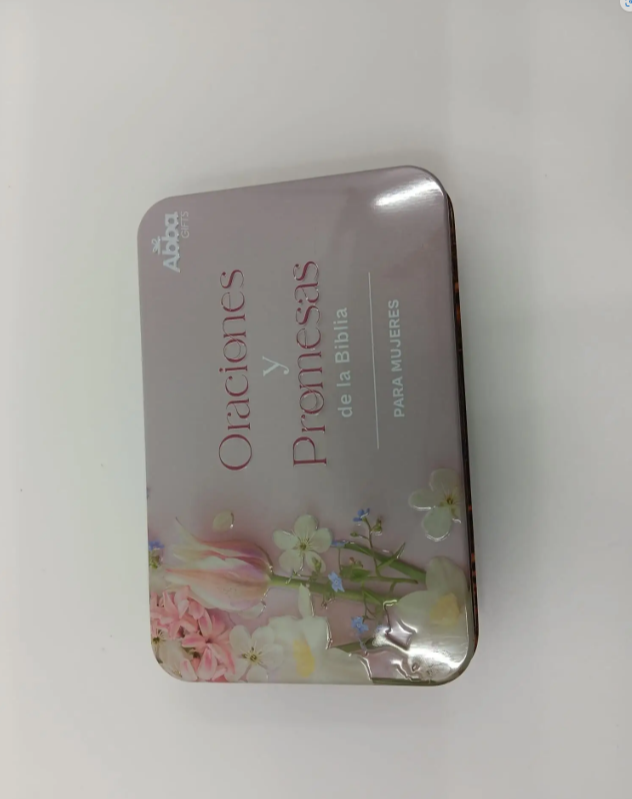 Abba
GIFTS
Oraciones
y
Promesas
de la Biblia
PARA MUJERES